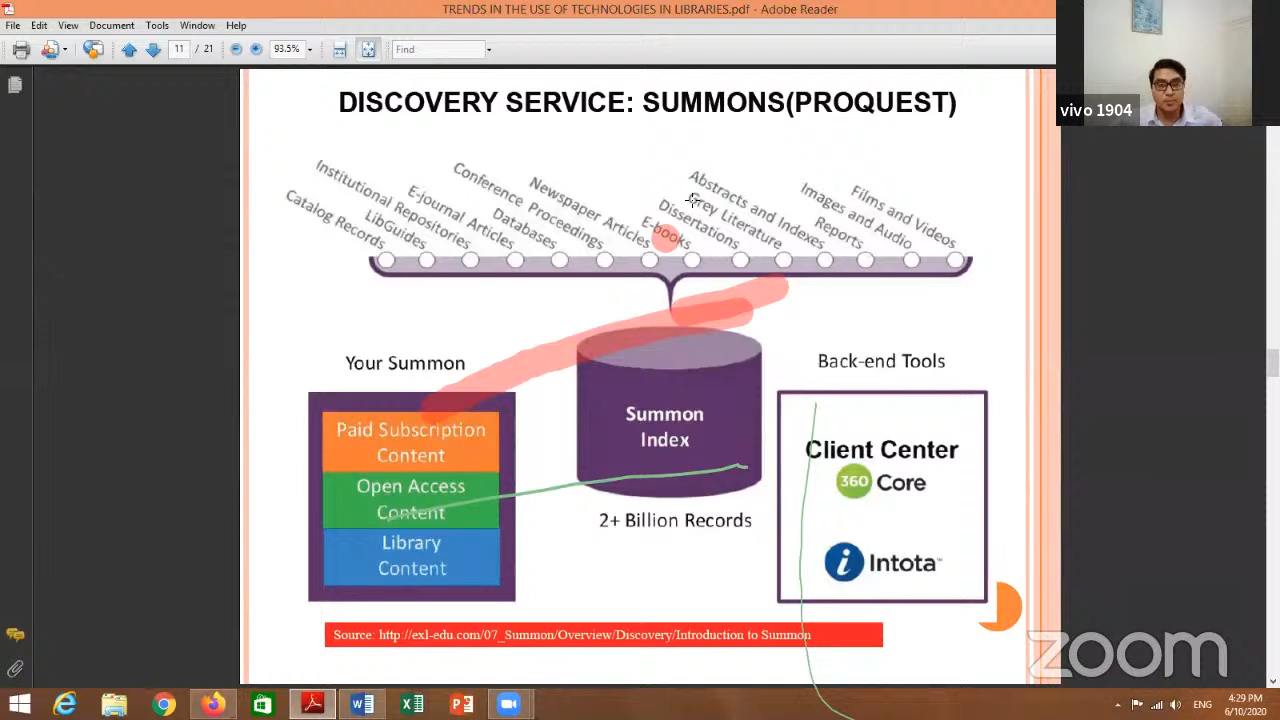 TRENDS IN THE USE OF TECHNOLOGIES IN LIBRARIES.pdf - Adobe Reader
File Edit View Document Tools Window Help
11 / 21 93.5% Find
vivo 1904
DISCOVERY SERVICE: SUMMONS(PROQUEST)
Catalog Records
LibGuides
Institutional Repositories
E-journal Articles
Databases
Conference Proceedings
Newspaper Articles
E-books
Dissertations
Grey Literature
Abstracts and Indexes
Reports
Images and Audio
Films and Videos
Your Summon
Paid Subscription
Content
Open Access
Content
Library
Content
Summon
Index
2+ Billion Records
Back-end Tools
Client Center
360 Core
i Intota™
Source: http://exl-edu.com/07_Summon/Overview/Discovery/Introduction to Summon
zoom
ENG
4:29 PM
6/10/2020